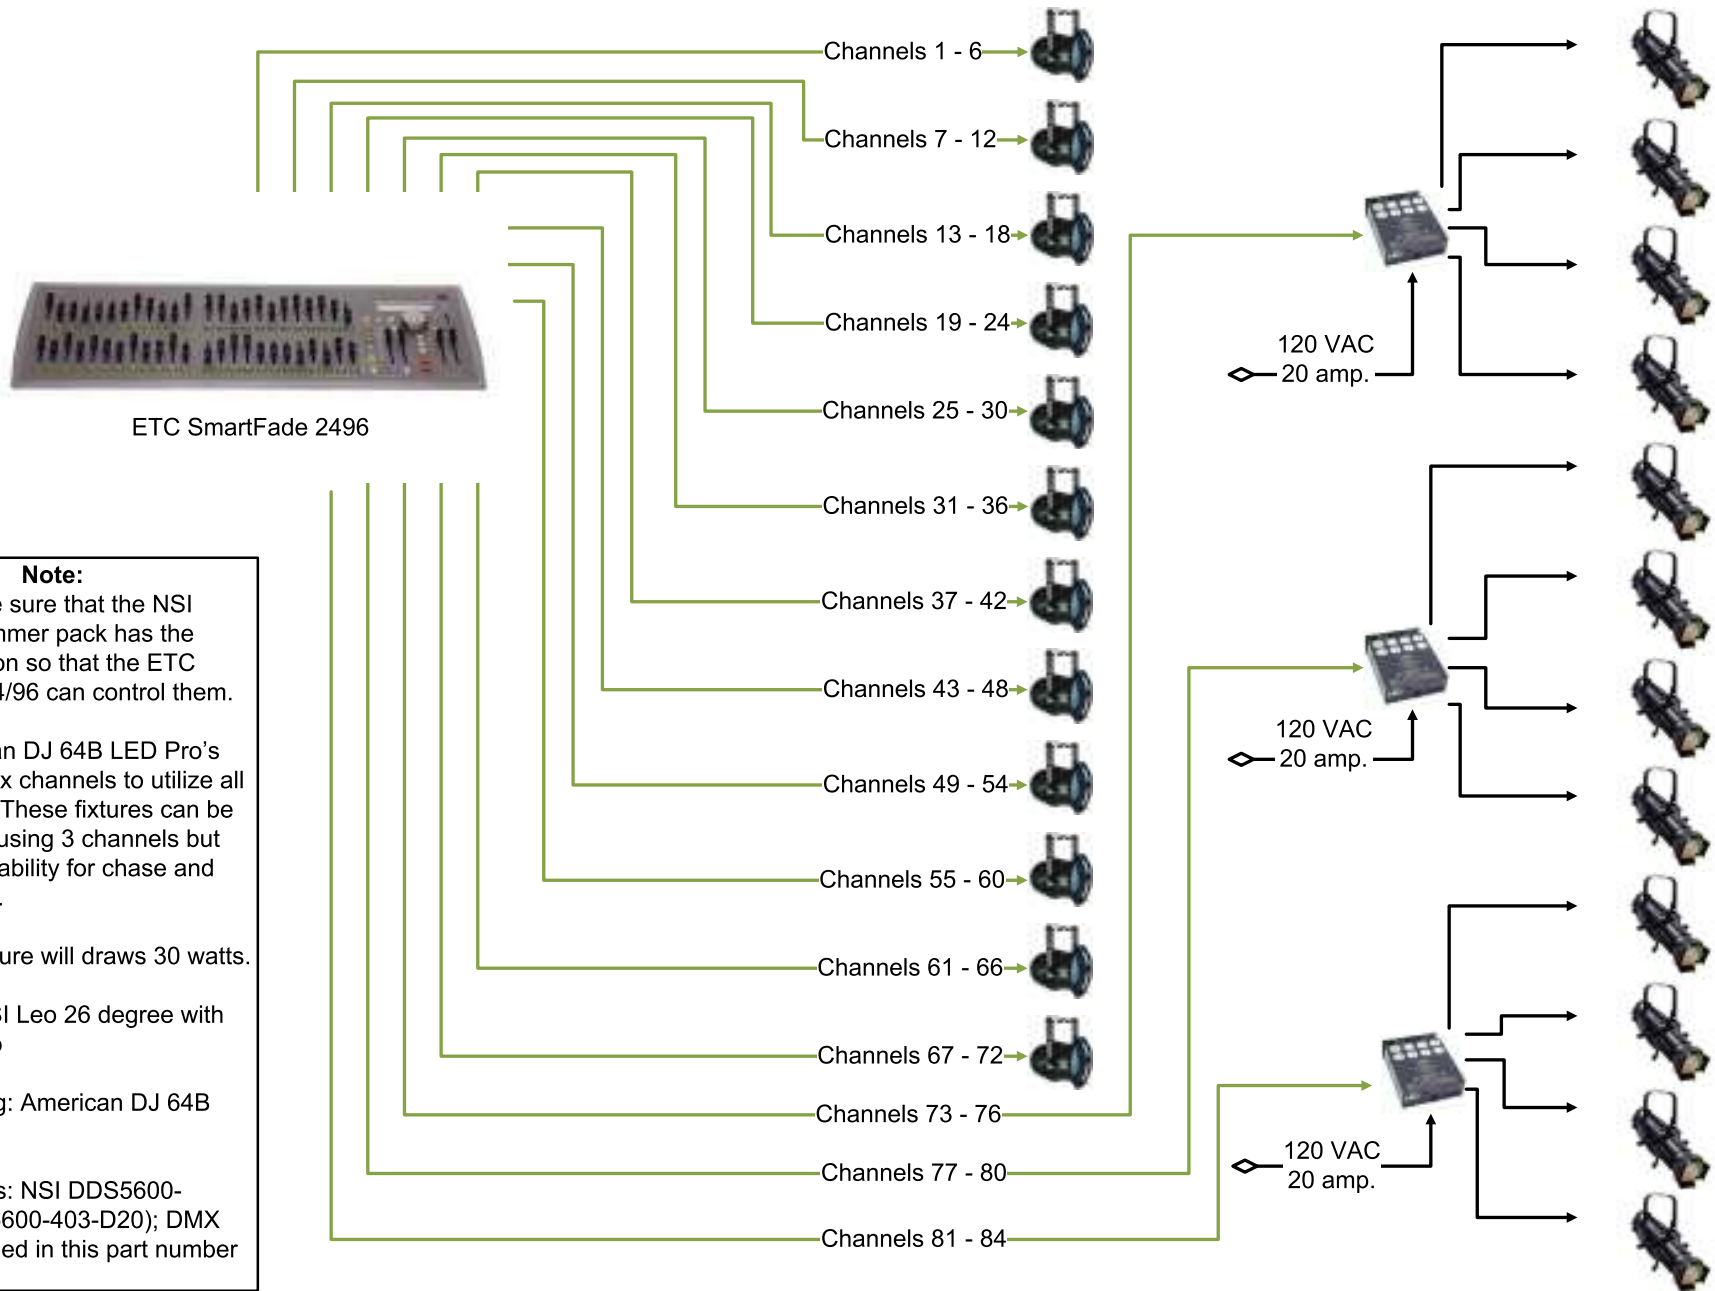 Channels 1 - 6
Channels 7 - 12
Channels 13 - 18
Channels 19 - 24
Channels 25 - 30
Channels 31 - 36
Channels 37 - 42
Channels 43 - 48
Channels 49 - 54
Channels 55 - 60
Channels 61 - 66
Channels 67 - 72
Channels 73 - 76
Channels 77 - 80
Channels 81 - 84
120 VAC
20 amp.
120 VAC
20 amp.
120 VAC
20 amp.
ETC SmartFade 2496
Note:
e sure that the NSI
nmer pack has the
on so that the ETC
4/96 can control them.
an DJ 64B LED Pro's
x channels to utilize all
These fixtures can be
using 3 channels but
ability for chase and
.
ure will draws 30 watts.
SI Leo 26 degree with
g: American DJ 64B
s: NSI DDS5600-
600-403-D20); DMX
ed in this part number